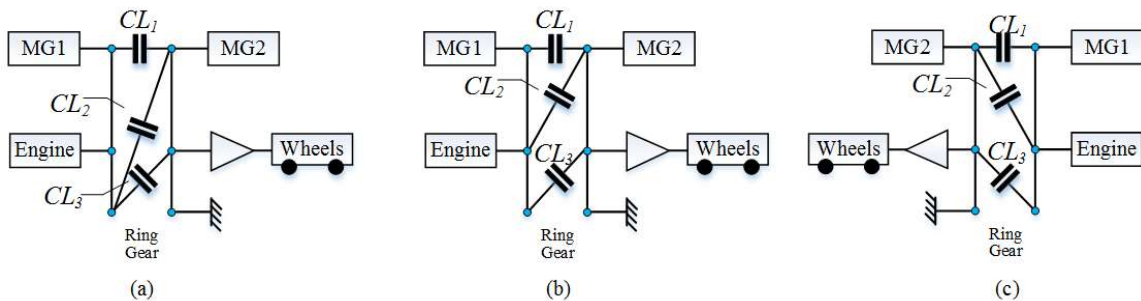 MG1
CL1
MG2
CL2
Engine
Wheels
CL3
Ring
Gear
(a)
MG1
CL1
MG2
CL2
Engine
CL3
Wheels
Ring
Gear
(b)
MG2
CL1
MG1
CL2
Wheels
CL3
Engine
Ring
Gear
(c)